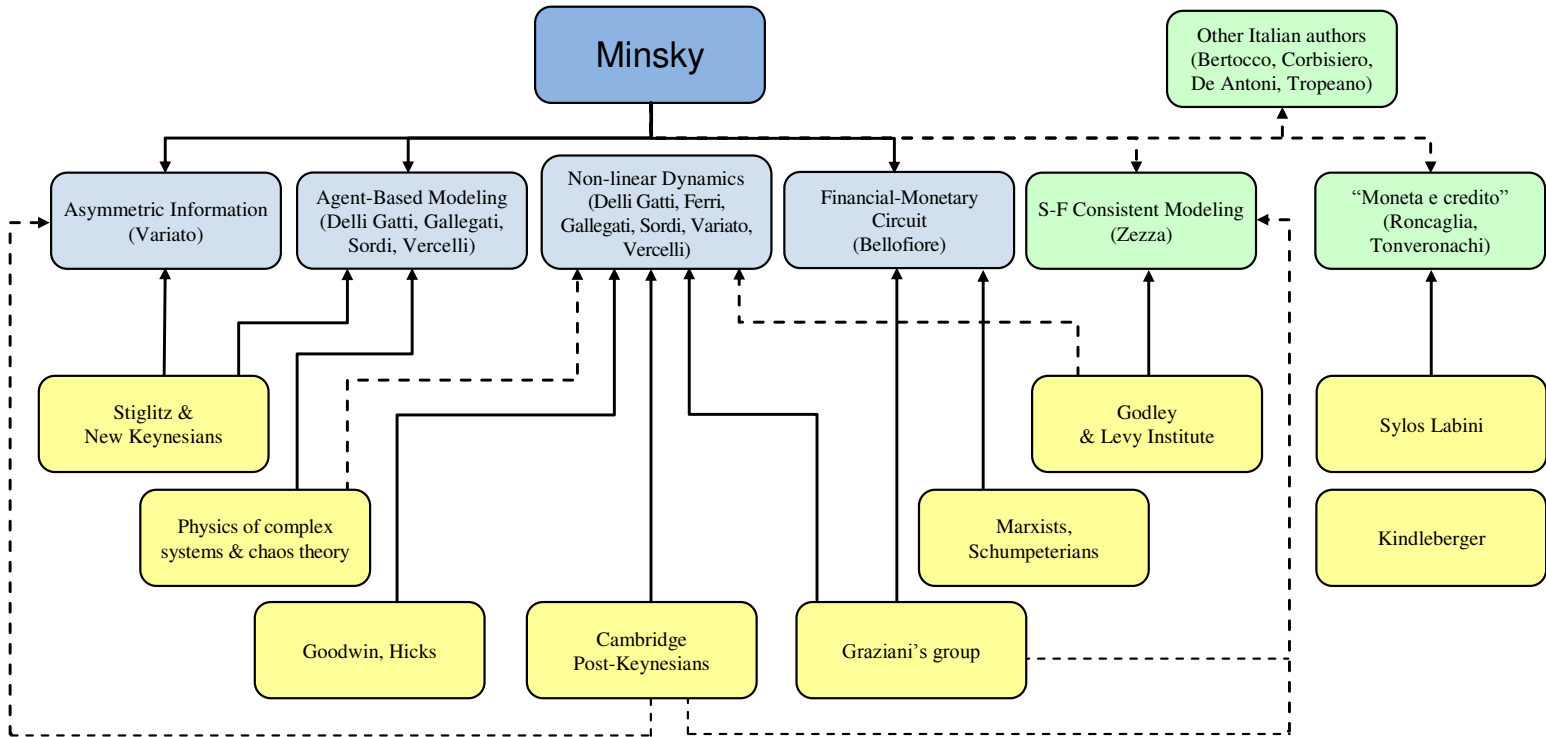 Minsky
Other Italian authors
(Bertocco, Corbisiero,
De Antoni, Tropeano)
Asymmetric Information
(Variato)
Agent-Based Modeling
(Delli Gatti, Gallegati,
Sordi, Vercelli)
Non-linear Dynamics
(Delli Gatti, Ferri,
Gallegati, Sordi, Variato,
Vercelli)
Financial-Monetary
Circuit
(Bellofiore)
S-F Consistent Modeling
(Zezza)
“Moneta e credito”
(Roncaglia,
Tonveronachi)
Stiglitz &
New Keynesians
Godley
& Levy Institute
Sylos Labini
Physics of complex
systems & chaos theory
Marxists,
Schumpeterians
Kindleberger
Goodwin, Hicks
Cambridge
Post-Keynesians
Graziani’s group